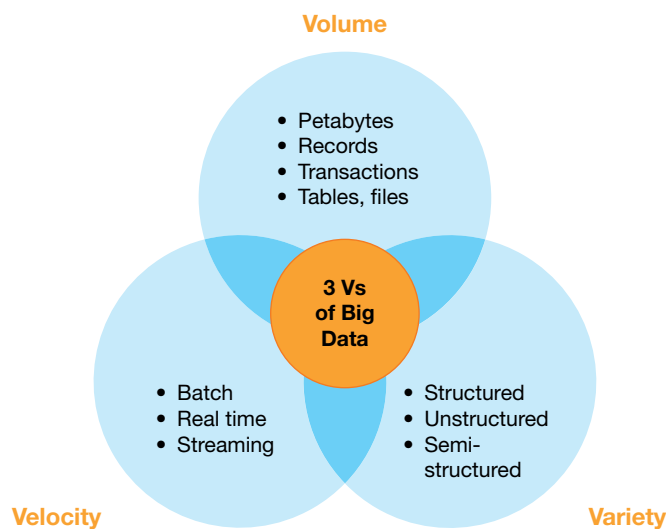 Volume
• Petabytes
• Records
• Transactions
• Tables, files
3 Vs
of Big
Data
• Batch
• Real time
• Streaming
• Structured
• Unstructured
• Semi-
structured
Velocity
Variety